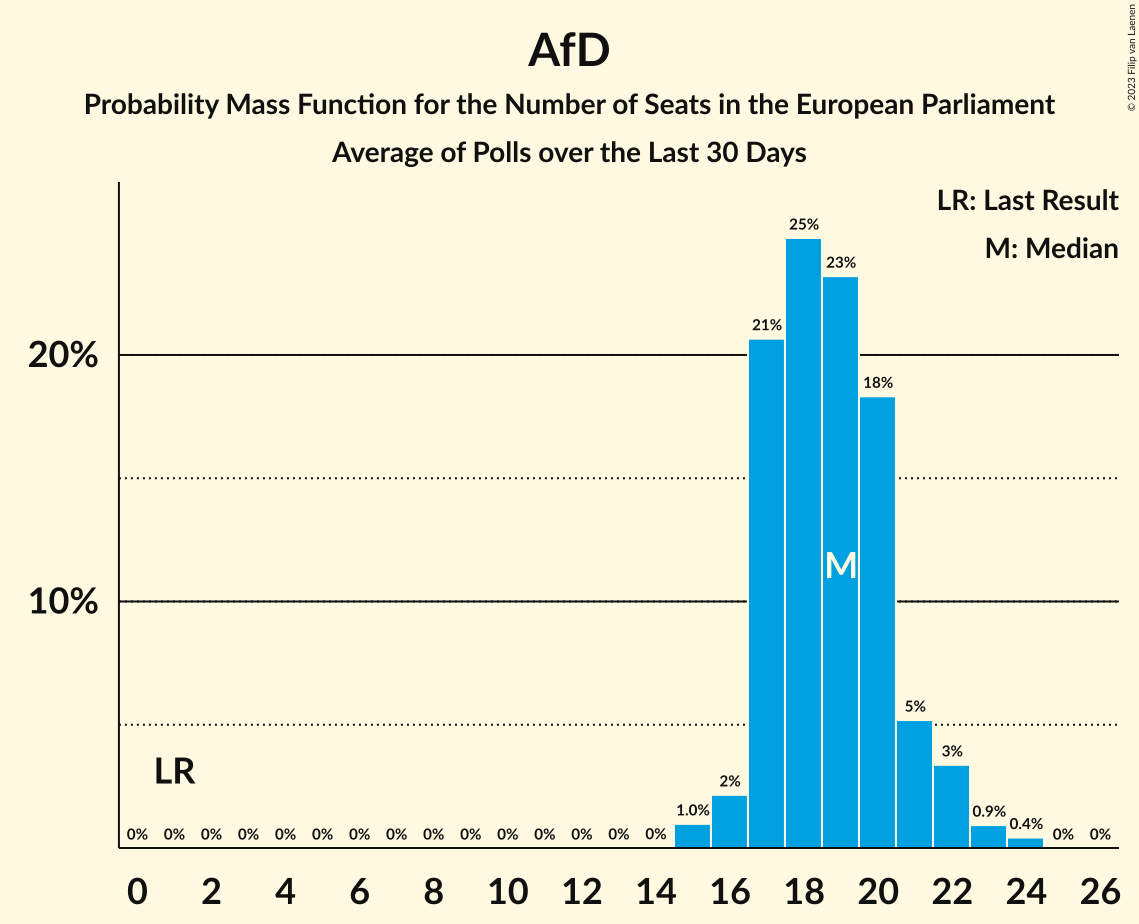 AfD
Probability Mass Function for the Number of Seats in the European Parliament
Average of Polls over the Last 30 Days
© 2023 Filip van Laenen
LR: Last Result
M: Median
25%
23%
21%
20%
18%
M
10%
5%
3%
LR
2%
1.0%
0.9%
0.4%
0% 0% 0% 0% 0% 0% 0% 0% 0% 0% 0% 0% 0% 0% 0% 0% 0%
0 2 4 6 8 10 12 14 16 18 20 22 24 26